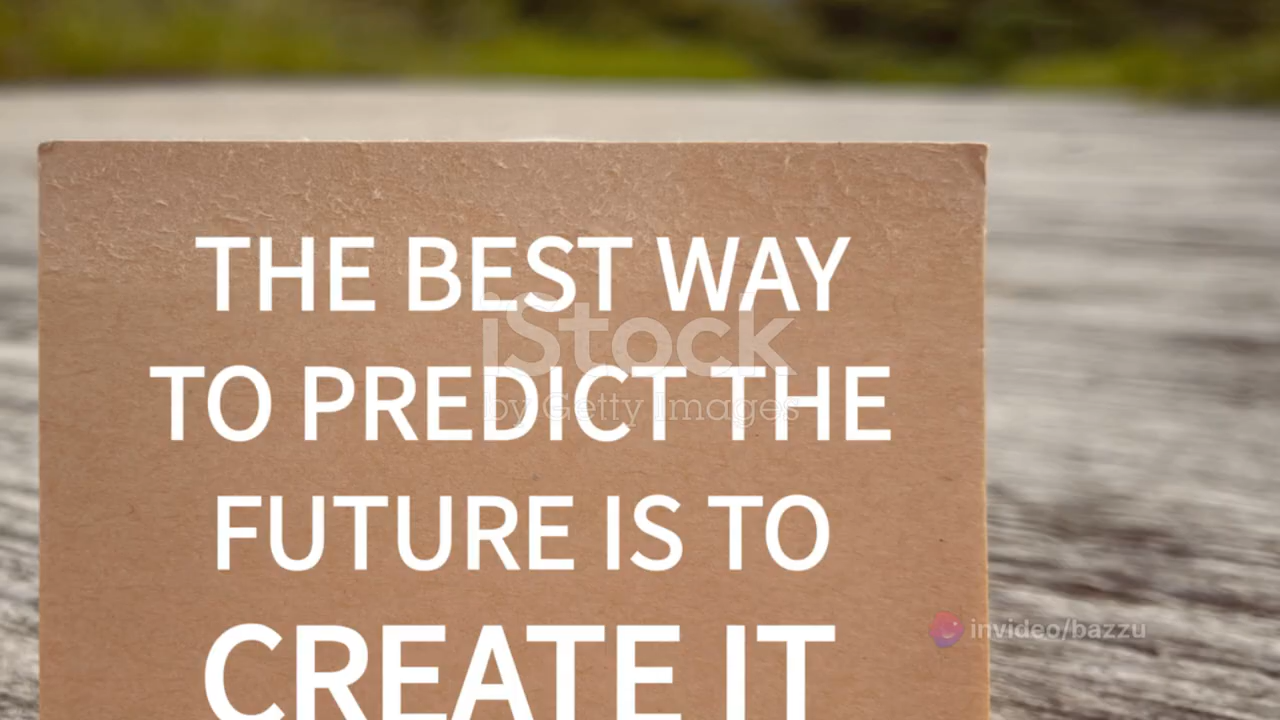 THE BEST WAY
iStock
TO PREDICT THE
by Getty Images
FUTURE IS TO
CREATE IT
invideo/bazzu